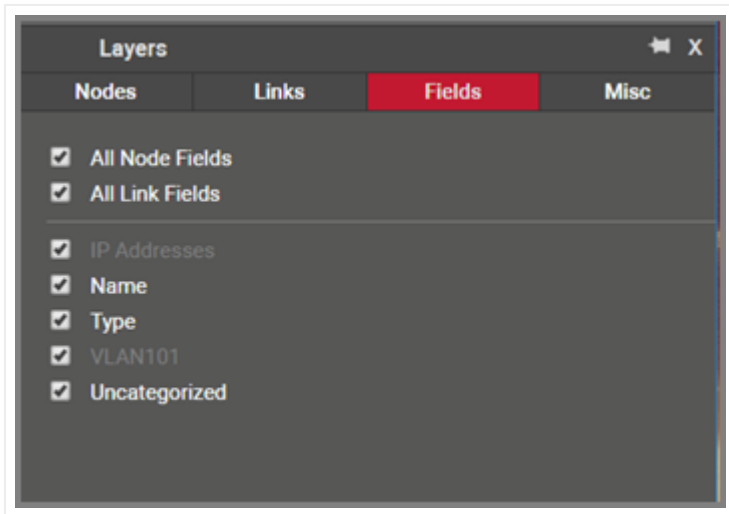 Layers X
Nodes Links Fields Misc
All Node Fields
All Link Fields
IP Addresses
Name
Type
VLAN101
Uncategorized